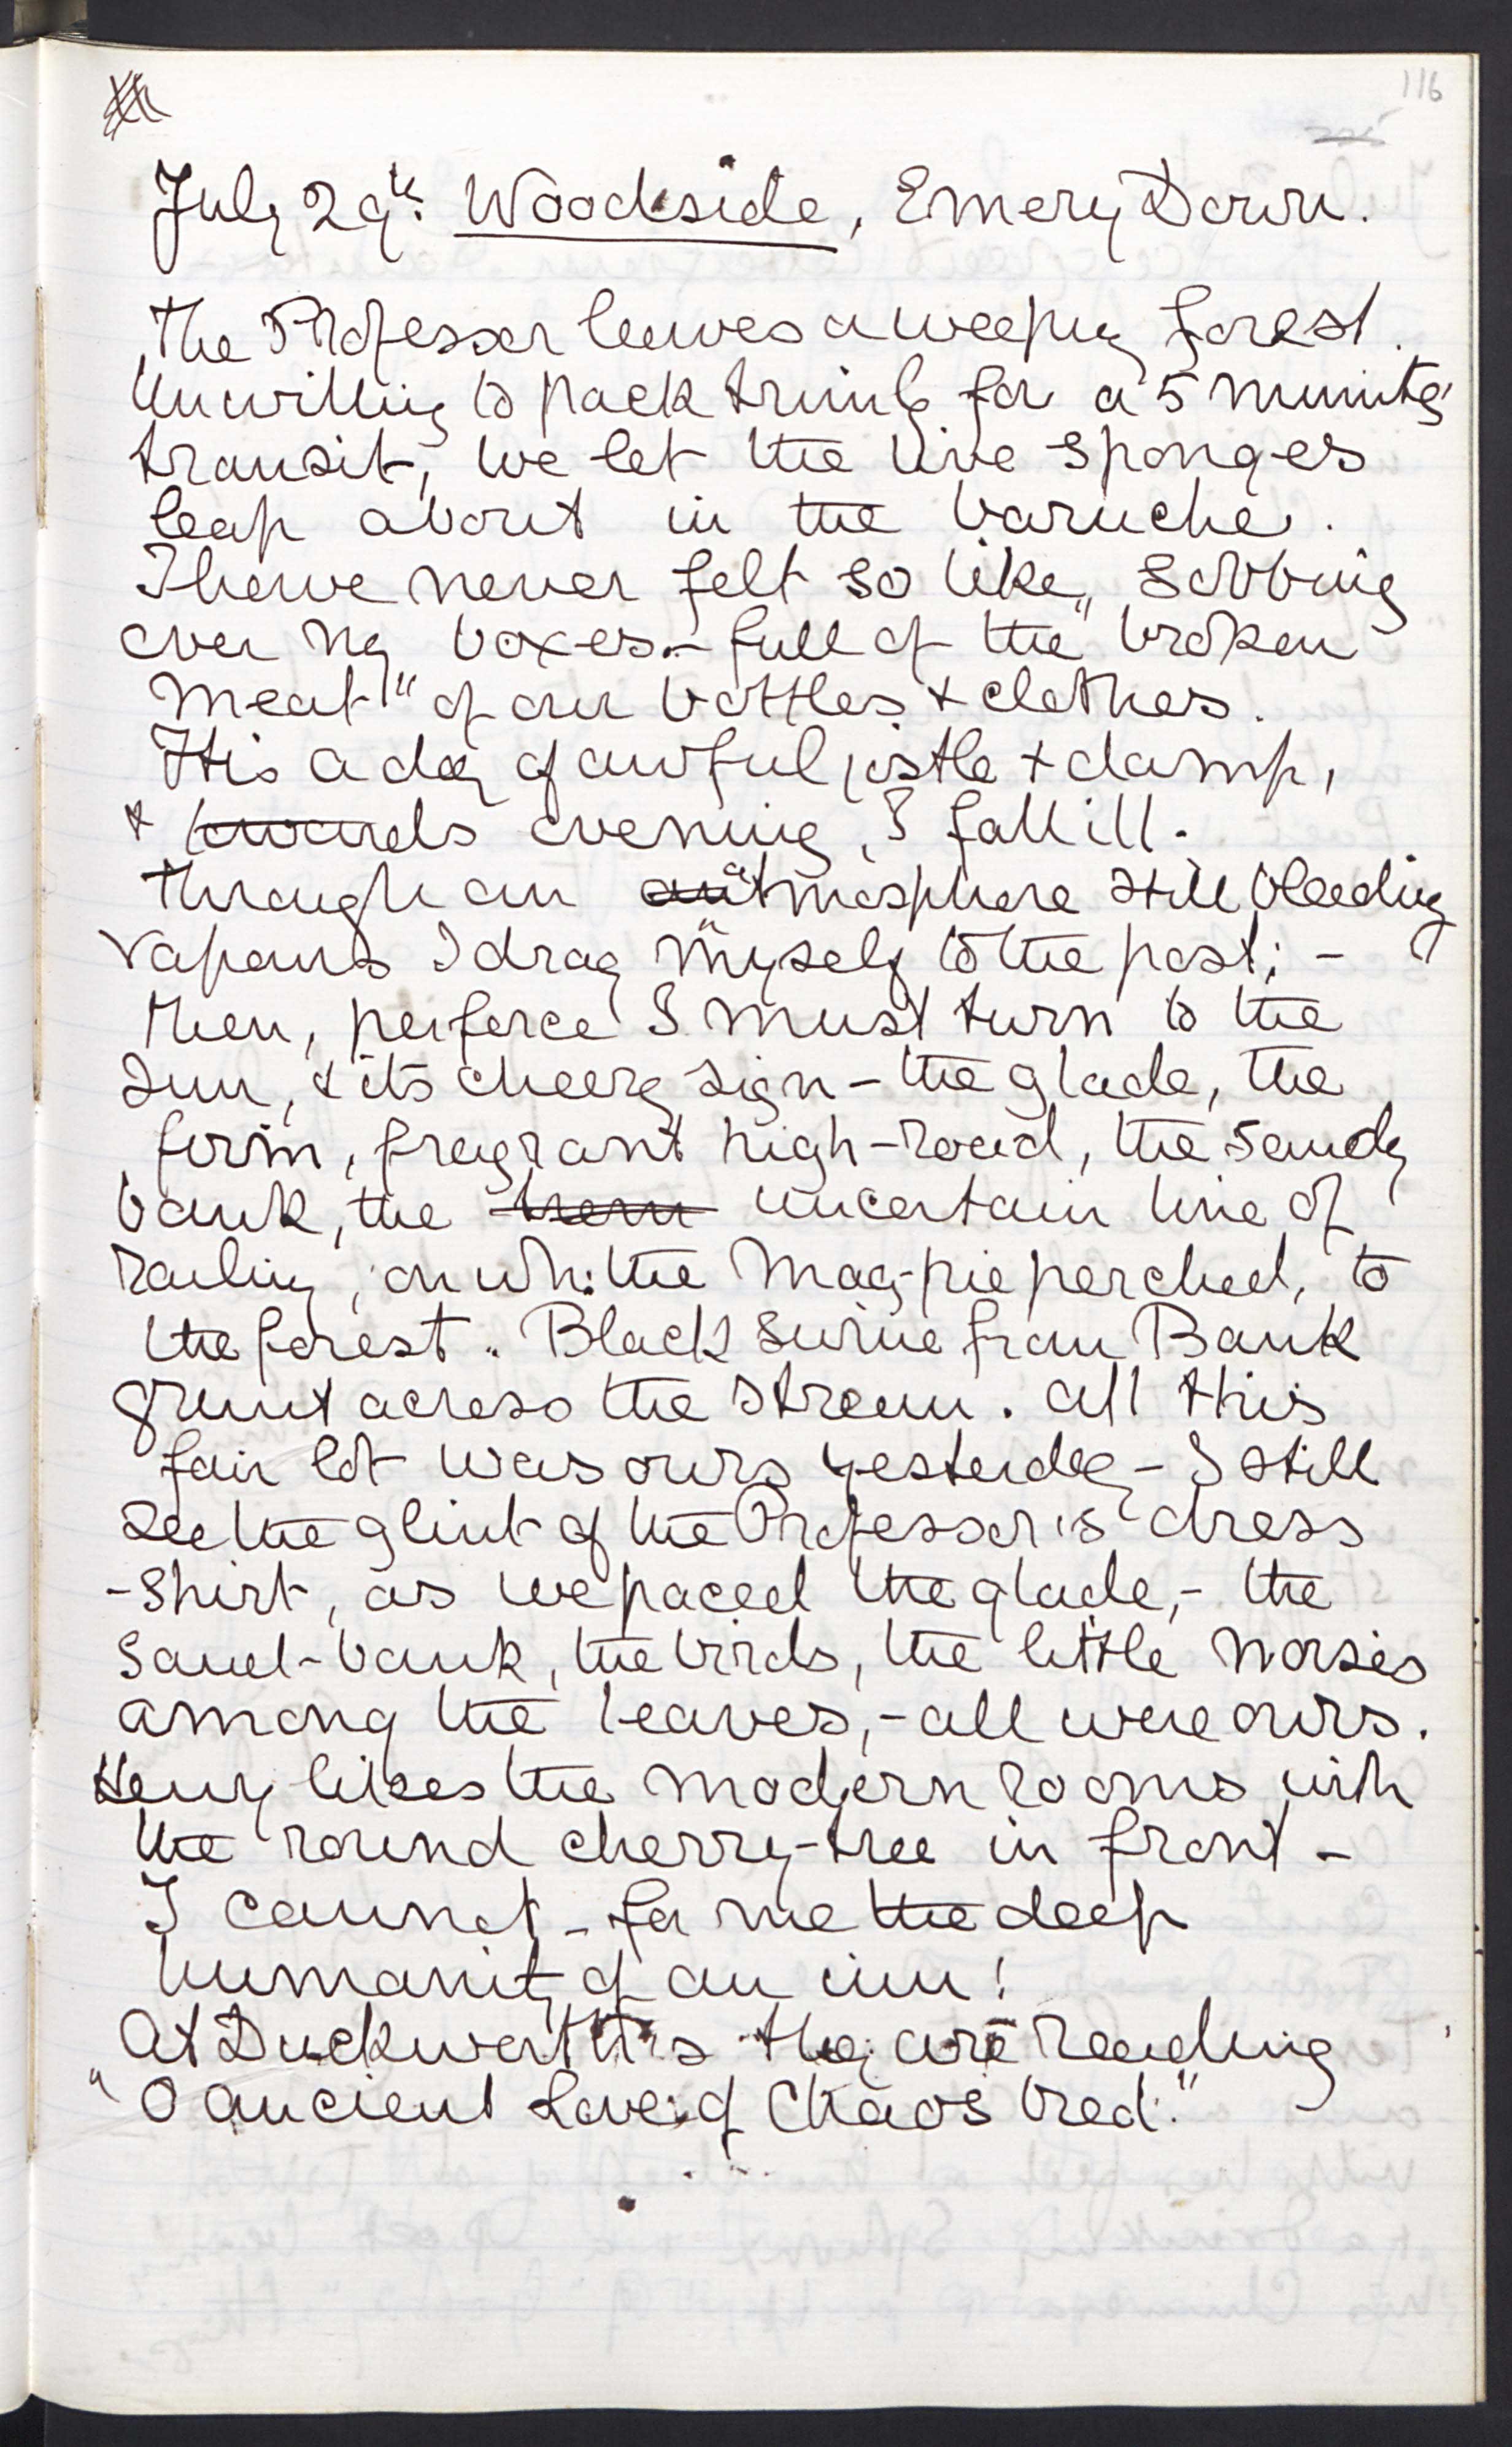 116
July 29th. Woodside, Emery Down.
The Professor leaves a weeping forest.
Unwilling to pack trimly for a 5 minutes'
transit, we let the live sponges
leap about in the baruche.
I have never felt so like "sobbing
over my boxes - full of the "broken
meat" of our bottles & clothes.
It is a day of awful jostle & damp,
& towards evening, I fall ill.
Through an atmosphere still bleeding
vapours I drag myself to the post; -
then, perforce I must turn to the
Sun, & its cheery sign - the glade, the
firm, fragrant high-road, the sandy
bank, the uncertain line of
railing, on wh: the Mag-pie perched, to
the forest. Black swine from Bank
grunt across the stream. All this
fair lot was ours yesterday - I still
see the glint of the Professor's dress
-shirt, as we paced the glade, - the
sand-bank, the birds, the little noises
among the leaves, - all were ours.
Henry likes the modern rooms with
the round cherry-tree in front -
I cannot - for me the deep
humanity of an inn!
At Duckworth's they are reading
"O ancient Love of Chaos bred."